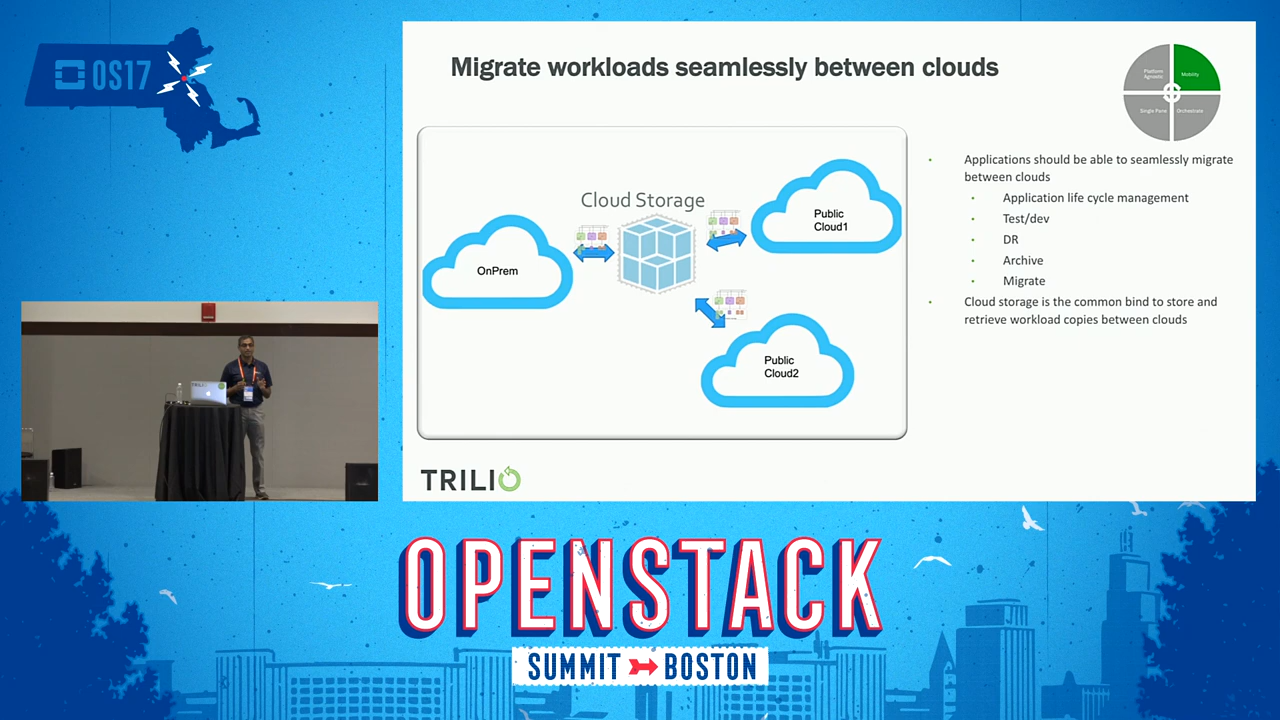 OS17
Migrate workloads seamlessly between clouds
Platform
Agnostic
Mobility
Single Pane
Orchestrate
Cloud Storage
OnPrem
Public
Cloud1
Public
Cloud2
• Applications should be able to seamlessly migrate
between clouds
• Application life cycle management
• Test/dev
• DR
• Archive
• Migrate
• Cloud storage is the common bind to store and
retrieve workload copies between clouds
TRILIO
TRILIO
OPENSTACK
SUMMIT BOSTON